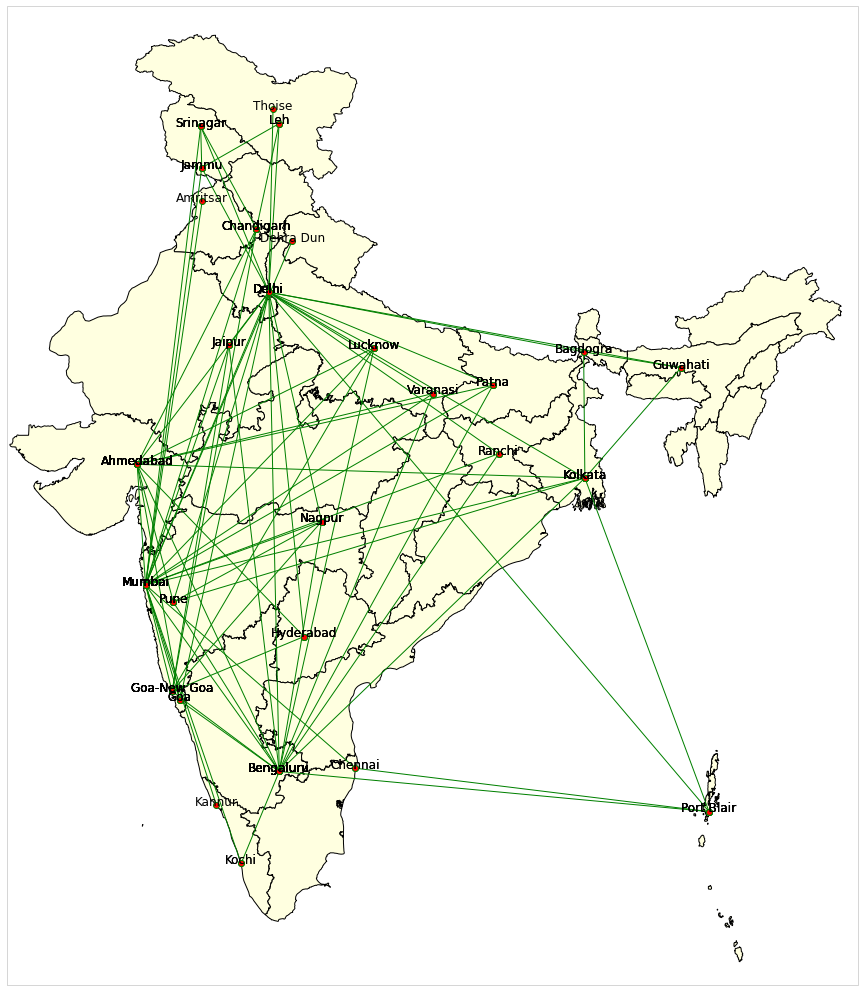 Thoise
Leh
Srinagar
Jammu
Amritsar
Chandigarh
Dehra Dun
Delhi
Jaipur
Lucknow
Bagdogra
Guwahati
Patna
Varanasi
Ranchi
Ahmedabad
Kolkata
Nagpur
Mumbai
Pune
Hyderabad
Goa-New Goa
Goa
Bengaluru
Chennai
Kannur
Port Blair
Kochi